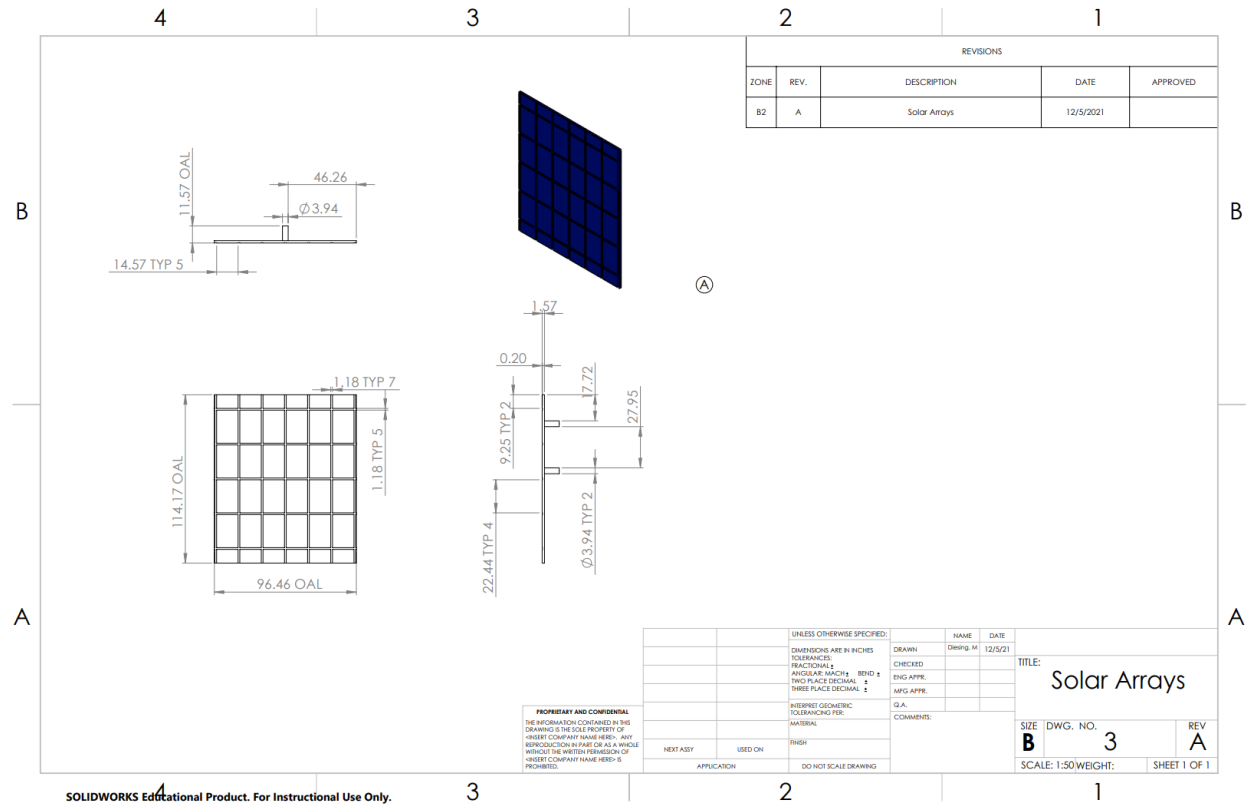 4 3 2 1
REVISIONS
ZONE REV. DESCRIPTION DATE APPROVED
B2 A Solar Arrays 12/5/2021
B B
11.57 OAL
46.26
∅3.94
14.57 TYP 5
A
1.57
0.20
17.72
27.95
9.25 TYP 2
22.44 TYP 4
∅3.94 TYP 2
1.18 TYP 7
1.18 TYP 5
114.17 OAL
96.46 OAL
A A
UNLESS OTHERWISE SPECIFIED:
DIMENSIONS ARE IN INCHES
TOLERANCES:
FRACTIONAL±
ANGULAR: MACH± BEND ±
TWO PLACE DECIMAL ±
THREE PLACE DECIMAL ±
INTERPRET GEOMETRIC
TOLERANCING PER:
MATERIAL
FINISH
DO NOT SCALE DRAWING
NAME DATE
DRAWN Diesing, M 12/5/21
CHECKED
ENG APPR.
MFG APPR.
Q.A.
COMMENTS:
TITLE:
Solar Arrays
SIZE DWG. NO. REV
B 3 A
SCALE: 1:50 WEIGHT: SHEET 1 OF 1
PROPRIETARY AND CONFIDENTIAL
THE INFORMATION CONTAINED IN THIS
DRAWING IS THE SOLE PROPERTY OF
<INSERT COMPANY NAME HERE>. ANY
REPRODUCTION IN PART OR AS A WHOLE
WITHOUT THE WRITTEN PERMISSION OF
<INSERT COMPANY NAME HERE> IS
PROHIBITED.
NEXT ASSY USED ON
APPLICATION
4 3 2 1
SOLIDWORKS Educational Product. For Instructional Use Only.